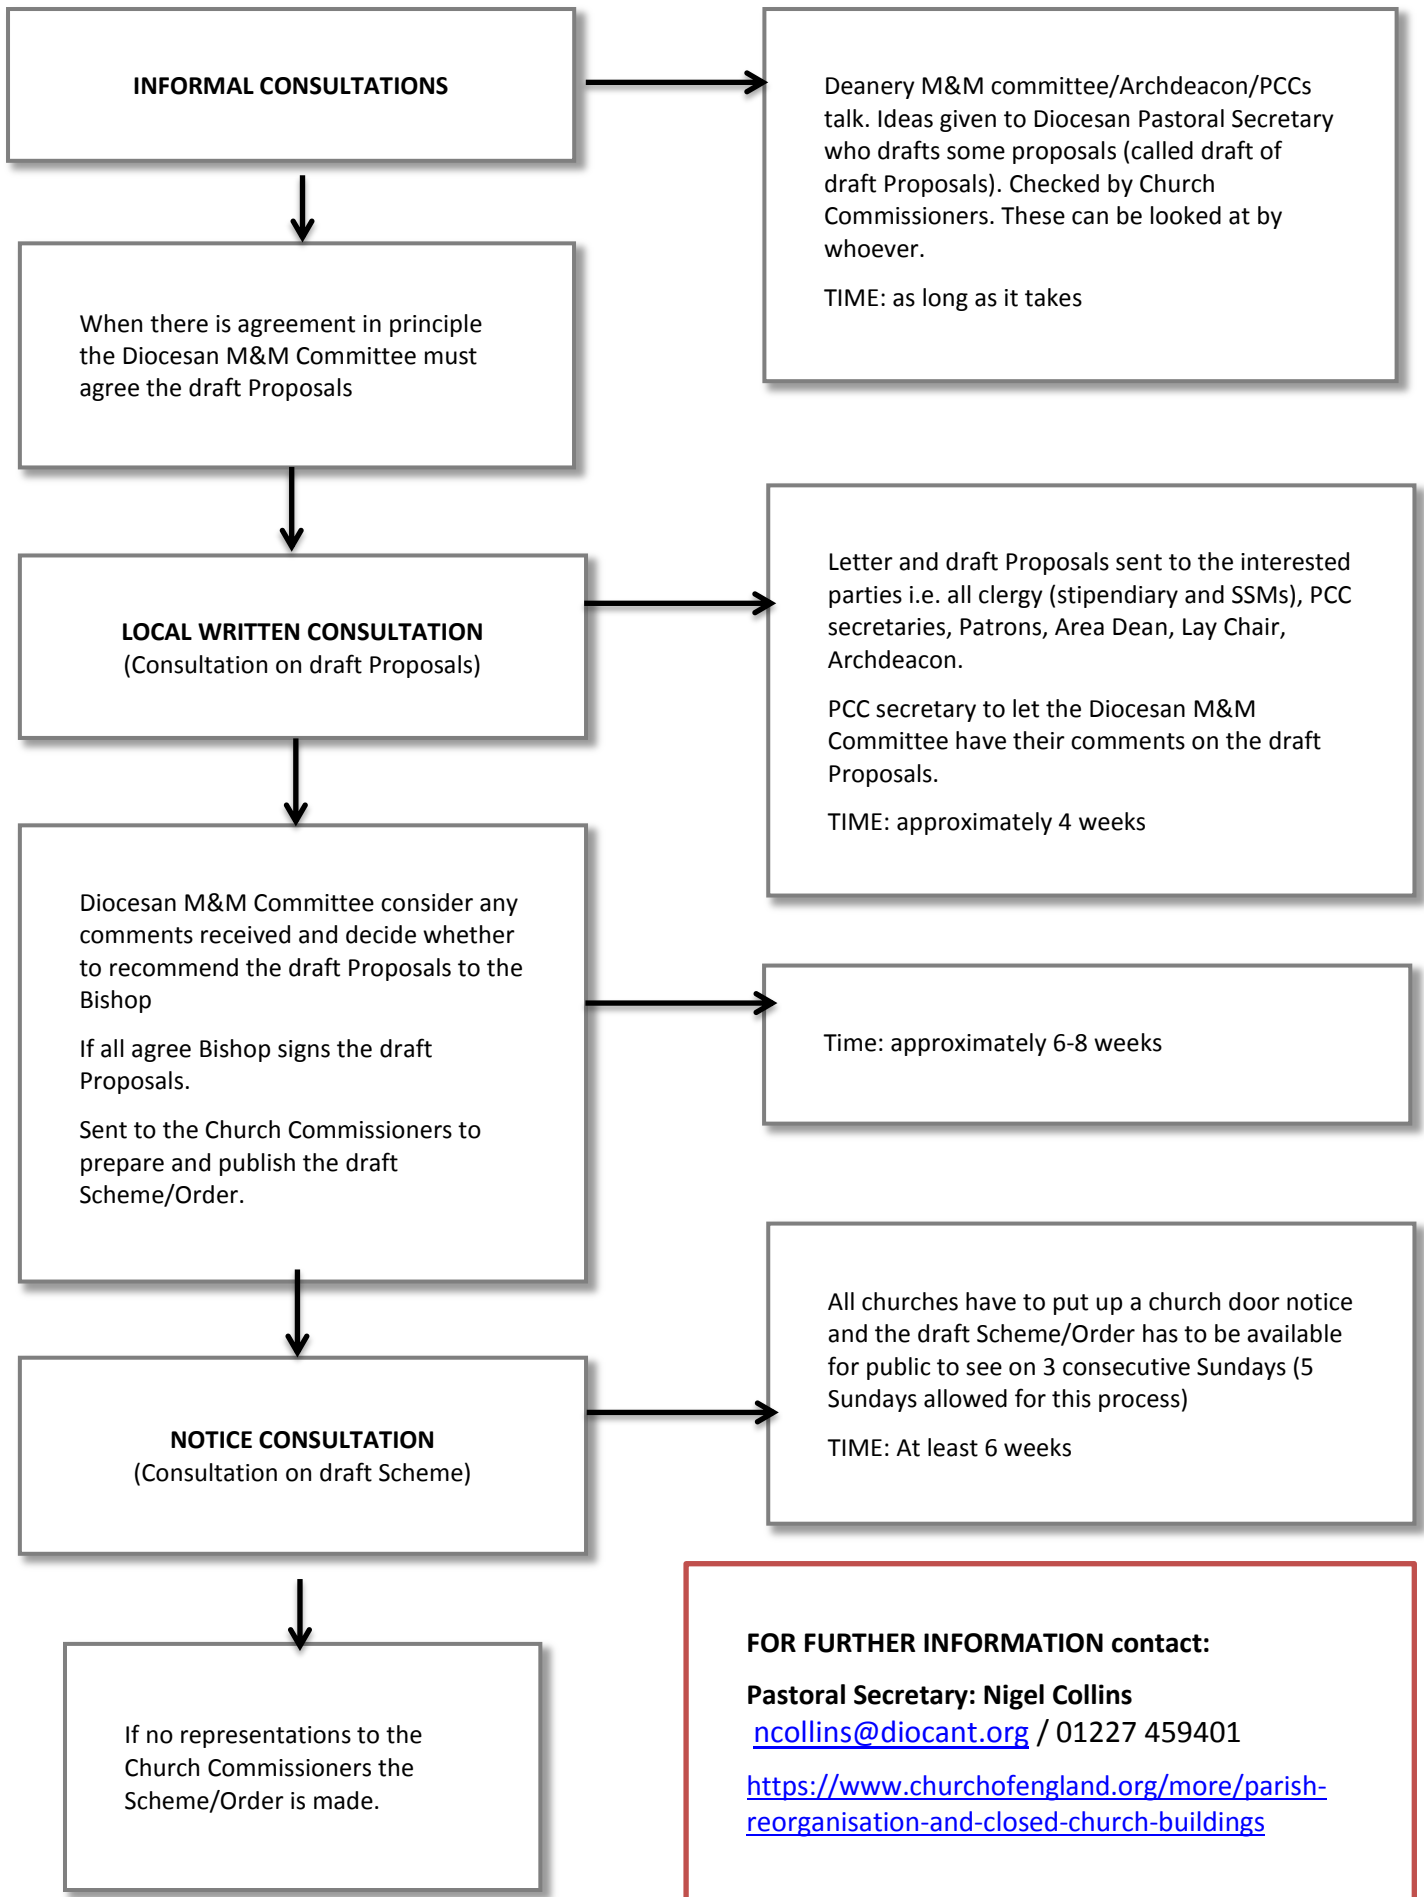 INFORMAL CONSULTATIONS
Deanery M&M committee/Archdeacon/PCCs
talk. Ideas given to Diocesan Pastoral Secretary
who drafts some proposals (called draft of
draft Proposals). Checked by Church
Commissioners. These can be looked at by
whoever.
TIME: as long as it takes
When there is agreement in principle
the Diocesan M&M Committee must
agree the draft Proposals
LOCAL WRITTEN CONSULTATION
(Consultation on draft Proposals)
Letter and draft Proposals sent to the interested
parties i.e. all clergy (stipendiary and SSMs), PCC
secretaries, Patrons, Area Dean, Lay Chair,
Archdeacon.
PCC secretary to let the Diocesan M&M
Committee have their comments on the draft
Proposals.
TIME: approximately 4 weeks
Diocesan M&M Committee consider any
comments received and decide whether
to recommend the draft Proposals to the
Bishop
If all agree Bishop signs the draft
Proposals.
Sent to the Church Commissioners to
prepare and publish the draft
Scheme/Order.
Time: approximately 6-8 weeks
NOTICE CONSULTATION
(Consultation on draft Scheme)
All churches have to put up a church door notice
and the draft Scheme/Order has to be available
for public to see on 3 consecutive Sundays (5
Sundays allowed for this process)
TIME: At least 6 weeks
If no representations to the
Church Commissioners the
Scheme/Order is made.
FOR FURTHER INFORMATION contact:
Pastoral Secretary: Nigel Collins
ncollins@diocant.org / 01227 459401
https://www.churchofengland.org/more/parish-
reorganisation-and-closed-church-buildings